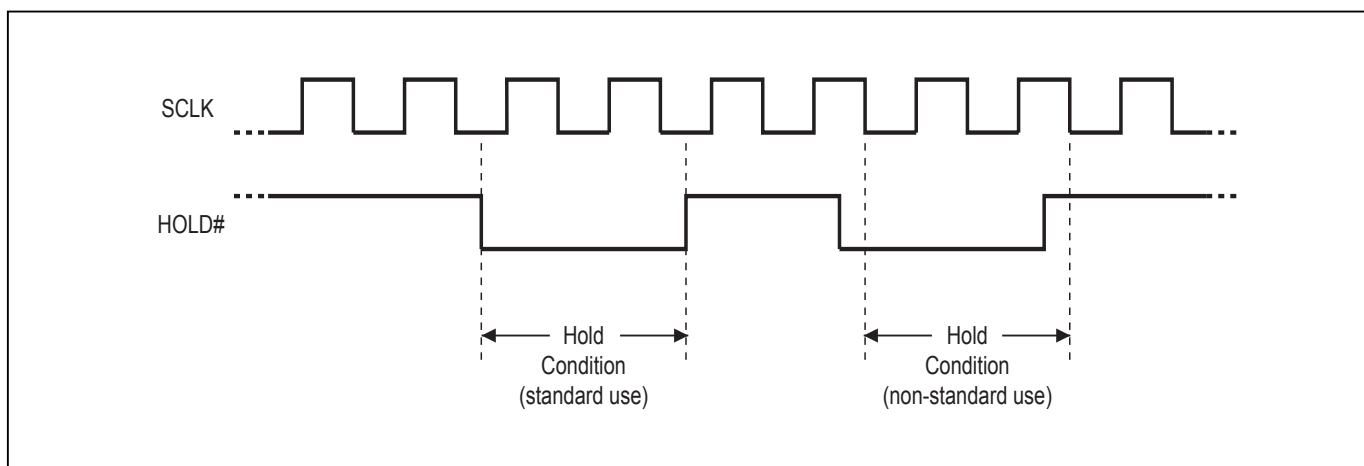 SCLK
HOLD#
Hold
Condition
(standard use)
Hold
Condition
(non-standard use)